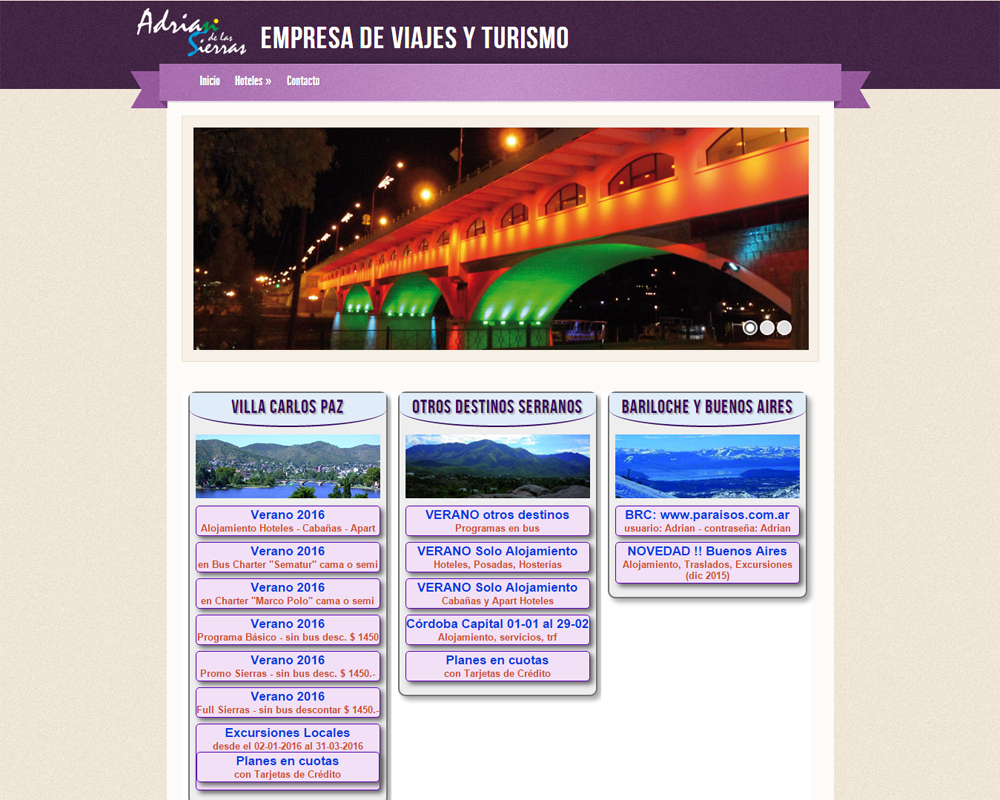 Adrian
de las
Sierras
EMPRESA DE VIAJES Y TURISMO
Inicio
Hoteles »
Contacto
VILLA CARLOS PAZ
Verano 2016
Alojamiento Hoteles - Cabañas - Apart
Verano 2016
en Bus Charter "Sematur" cama o semi
Verano 2016
en Charter "Marco Polo" cama o semi
Verano 2016
Programa Básico - sin bus desc. $ 1450
Verano 2016
Promo Sierras - sin bus desc. $ 1450.-
Verano 2016
Full Sierras - sin bus descontar $ 1450.-
Excursiones Locales
desde el 02-01-2016 al 31-03-2016
Planes en cuotas
con Tarjetas de Crédito
OTROS DESTINOS SERRANOS
VERANO otros destinos
Programas en bus
VERANO Solo Alojamiento
Hoteles, Posadas, Hosterías
VERANO Solo Alojamiento
Cabañas y Apart Hoteles
Córdoba Capital 01-01 al 29-02
Alojamiento, servicios, trf
Planes en cuotas
con Tarjetas de Crédito
BARILOCHE Y BUENOS AIRES
BRC: www.paraisos.com.ar
usuario: Adrian - contraseña: Adrian
NOVEDAD !! Buenos Aires
Alojamiento, Traslados, Excursiones
(dic 2015)